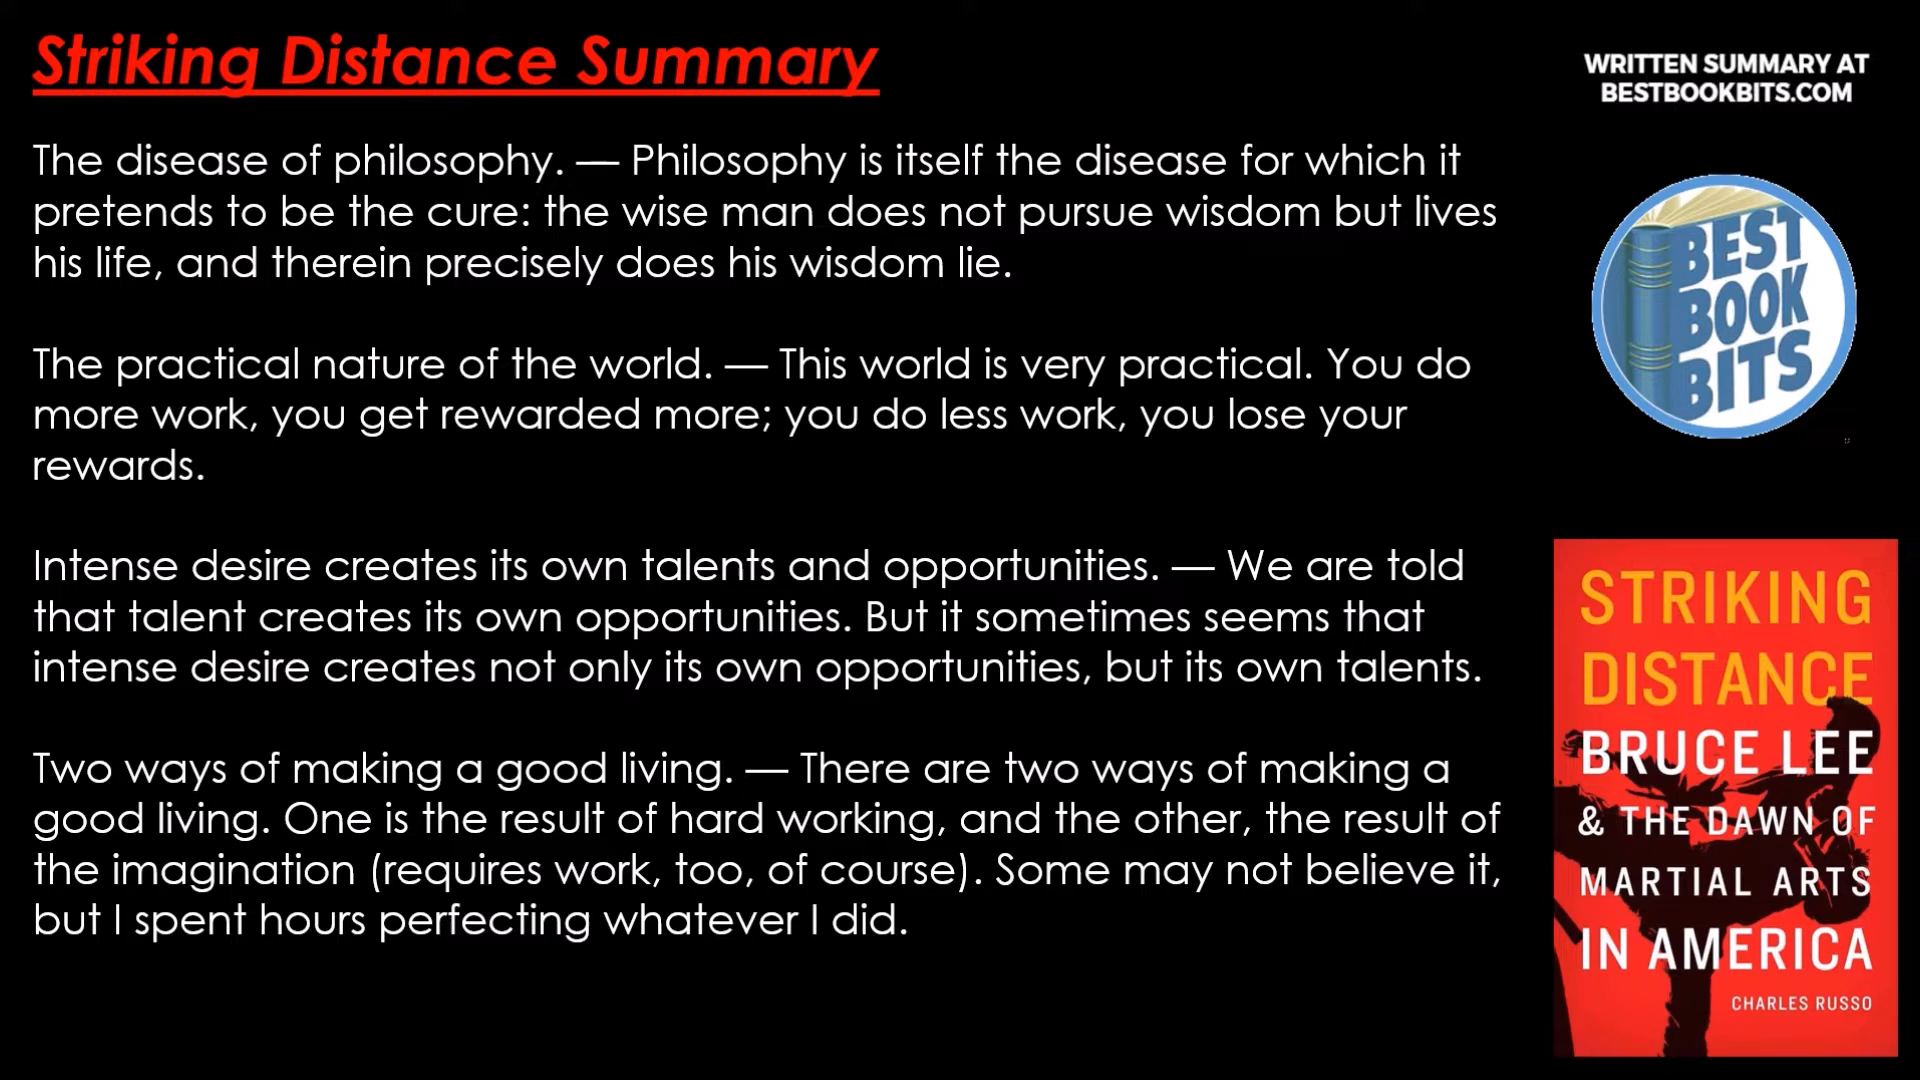 Striking Distance Summary
WRITTEN SUMMARY AT
BESTBOOKBITS.COM
The disease of philosophy. — Philosophy is itself the disease for which it
pretends to be the cure: the wise man does not pursue wisdom but lives
his life, and therein precisely does his wisdom lie.
The practical nature of the world. — This world is very practical. You do
more work, you get rewarded more; you do less work, you lose your
rewards.
Intense desire creates its own talents and opportunities. — We are told
that talent creates its own opportunities. But it sometimes seems that
intense desire creates not only its own opportunities, but its own talents.
Two ways of making a good living. — There are two ways of making a
good living. One is the result of hard working, and the other, the result of
the imagination (requires work, too, of course). Some may not believe it,
but I spent hours perfecting whatever I did.
BEST
BOOK
BITS
STRIKING
DISTANCE
BRUCE LEE
& THE DAWN OF
MARTIAL ARTS
IN AMERICA
CHARLES RUSSO